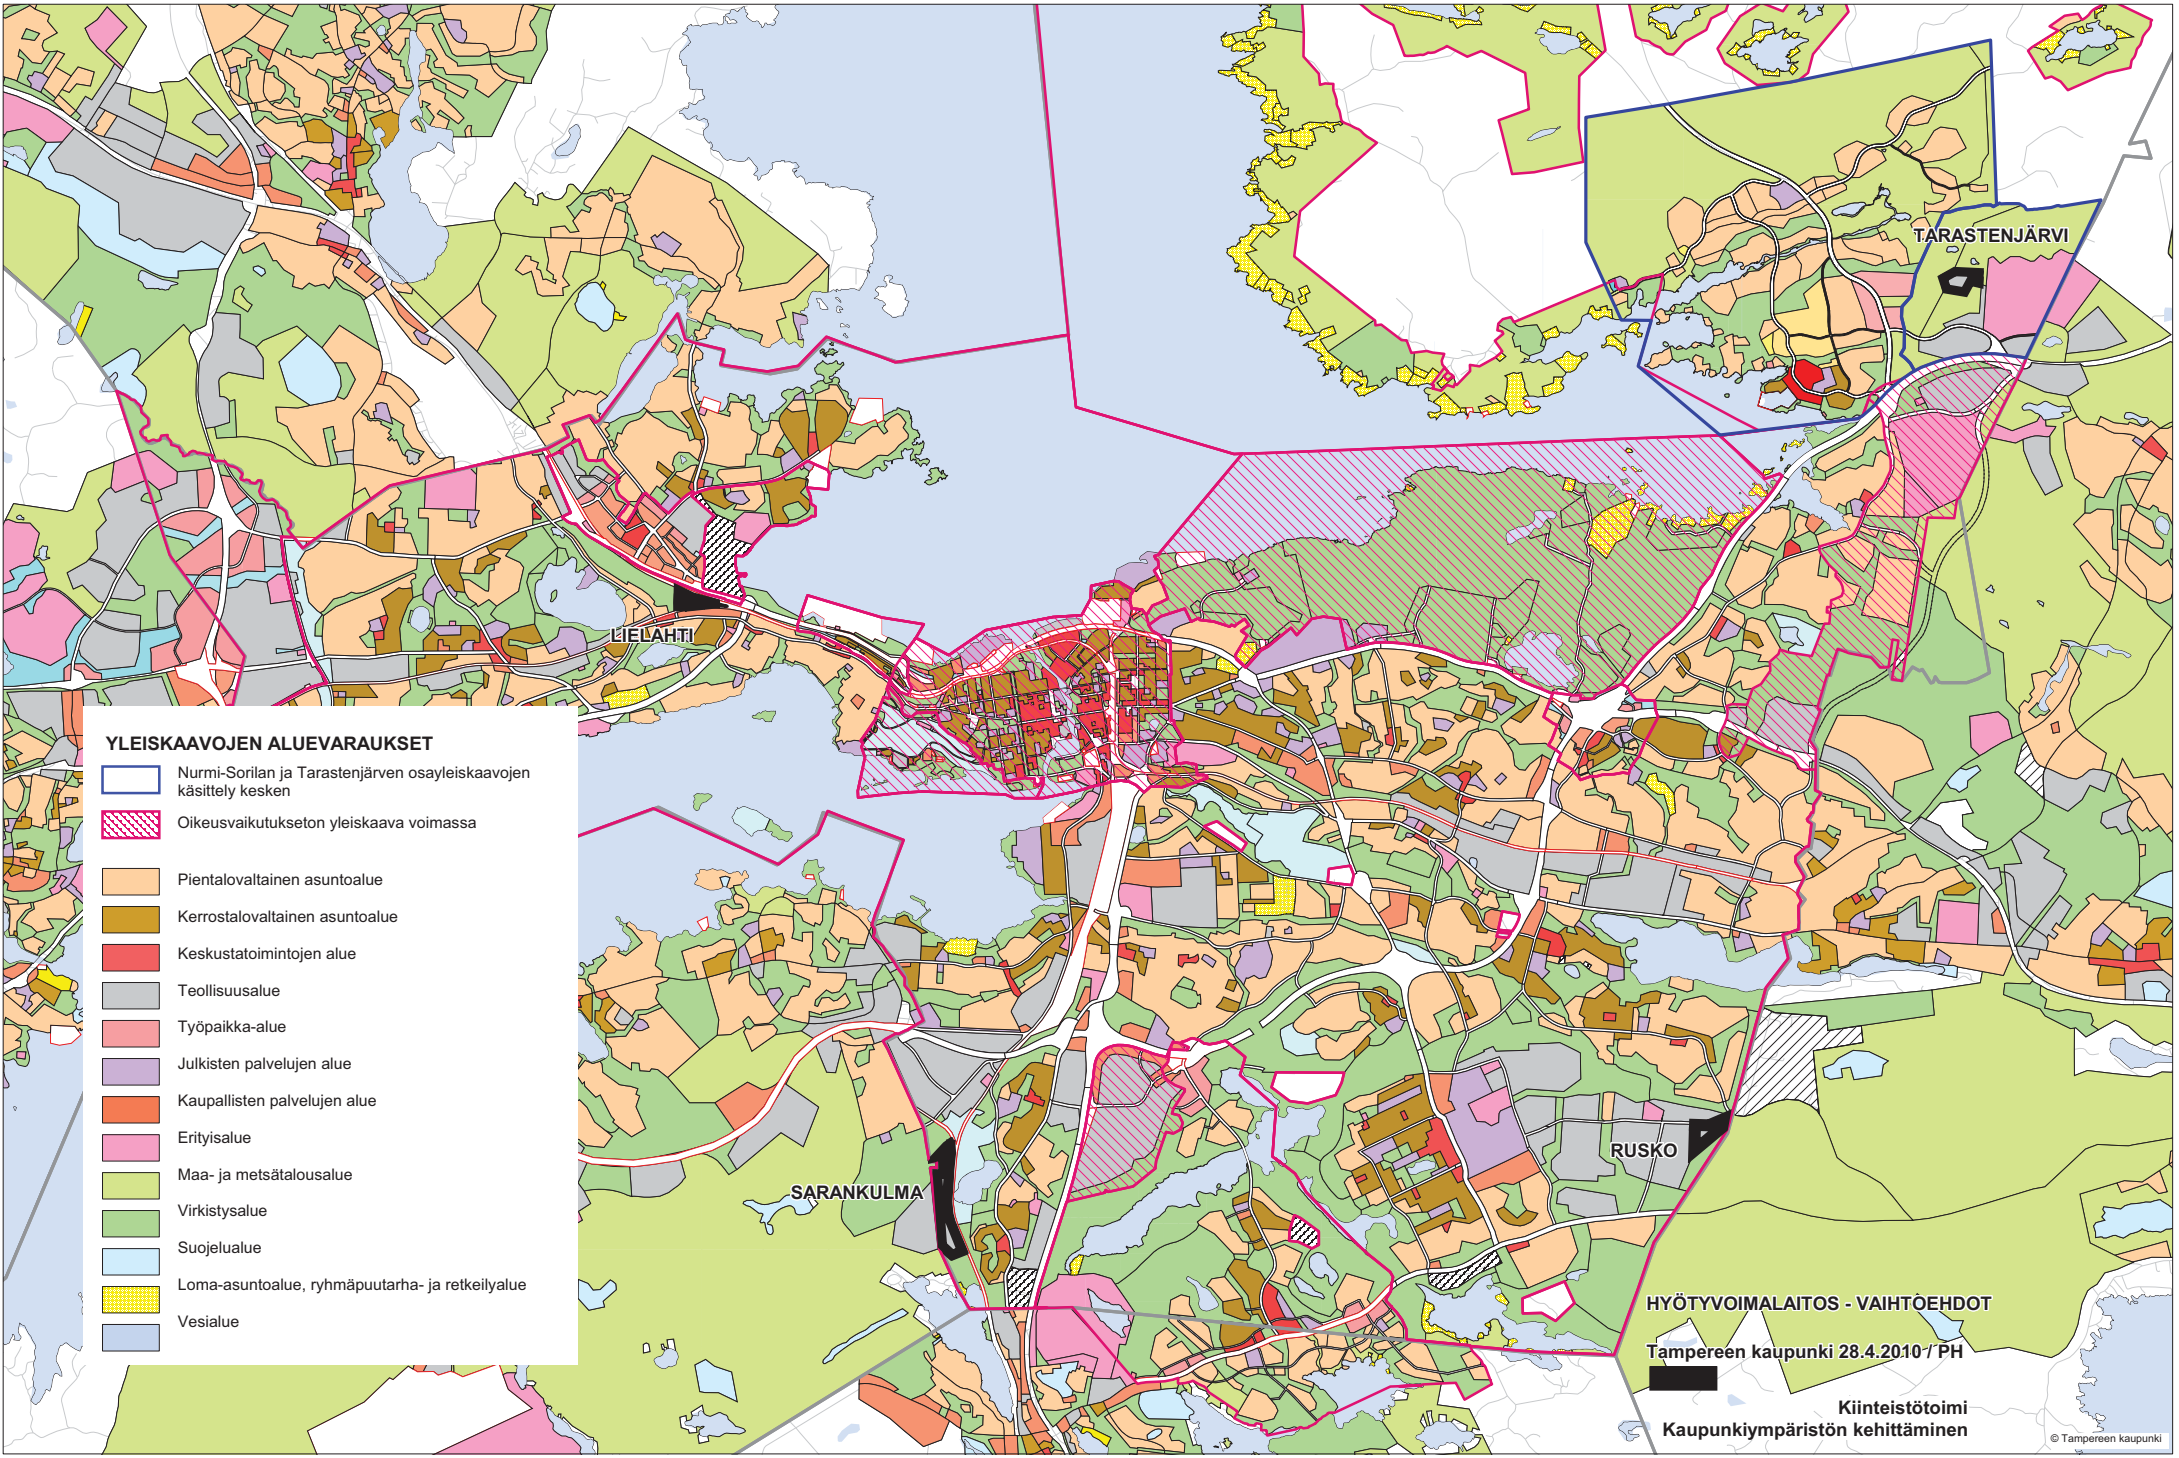 TARASTENJÄRVI
LIELAHTI
YLEISKAAVOJEN ALUEVARAUKSET
Nurmi-Sorilan ja Tarastenjärven osayleiskaavojen
käsittely kesken
Oikeusvaikutukseton yleiskaava voimassa
Pientalovaltainen asuntoalue
Kerrostalovaltainen asuntoalue
Keskustatoimintojen alue
Teollisuusalue
Työpaikka-alue
Julkisten palvelujen alue
Kaupallisten palvelujen alue
Erityisalue
Maa- ja metsätalousalue
Virkistysalue
Suojelualue
Loma-asuntoalue, ryhmäpuutarha- ja retkeilyalue
Vesialue
RUSKO
SARANKULMA
HYÖTYVOIMALAITOS - VAIHTOEHDOT
Tampereen kaupunki 28.4.2010 / PH
Kiinteistötoimi
Kaupunkiympäristön kehittäminen
© Tampereen kaupunki